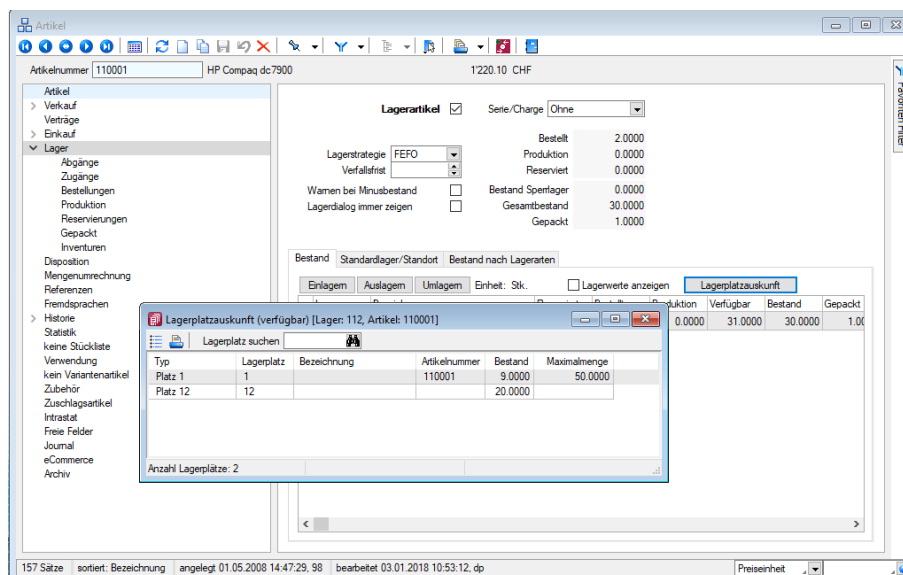 Artikel
Artikelnummer 110001 HP Compaq dc7900 1'220.10 CHF
Favoriten Filter
Artikel
Verkauf
Verträge
Einkauf
Lager
Abgänge
Zugänge
Bestellungen
Produktion
Reservierungen
Gepackt
Inventuren
Disposition
Mengenumrechnung
Referenzen
Fremdsprachen
Historie
Statistik
keine Stückliste
Verwendung
kein Variantenartikel
Zubehör
Zuschlagsartikel
Intrastat
Freie Felder
Journal
eCommerce
Archiv
Lagerartikel Serie/Charge Ohne
Bestellt 2.0000
Lagerstrategie FEFO Produktion 0.0000
Verfallsfrist Reserviert 0.0000
Warnen bei Minusbestand Bestand Sperrlager 0.0000
Lagerdialog immer zeigen Gesamtbestand 30.0000
Gepackt 1.0000
Bestand Standardlager/Standort Bestand nach Lagerarten
Einlagern Auslagern Umlagern Einheit: Stk. Lagerwerte anzeigen Lagerplatzauskunft
Verfügbar Bestand Gepackt
0.0000 31.0000 30.0000 1.00
Lagerplatzauskunft (verfügbar) [Lager: 112, Artikel: 110001]
Lagerplatz suchen
Typ Lagerplatz Bezeichnung Artikelnummer Bestand Maximalmenge
Platz 1 1 110001 9.0000 50.0000
Platz 12 12 20.0000
Anzahl Lagerplätze: 2
157 Sätze sortiert: Bezeichnung angelegt 01.05.2008 14:47:29, 98 bearbeitet 03.01.2018 10:53:12, dp Preiseinheit